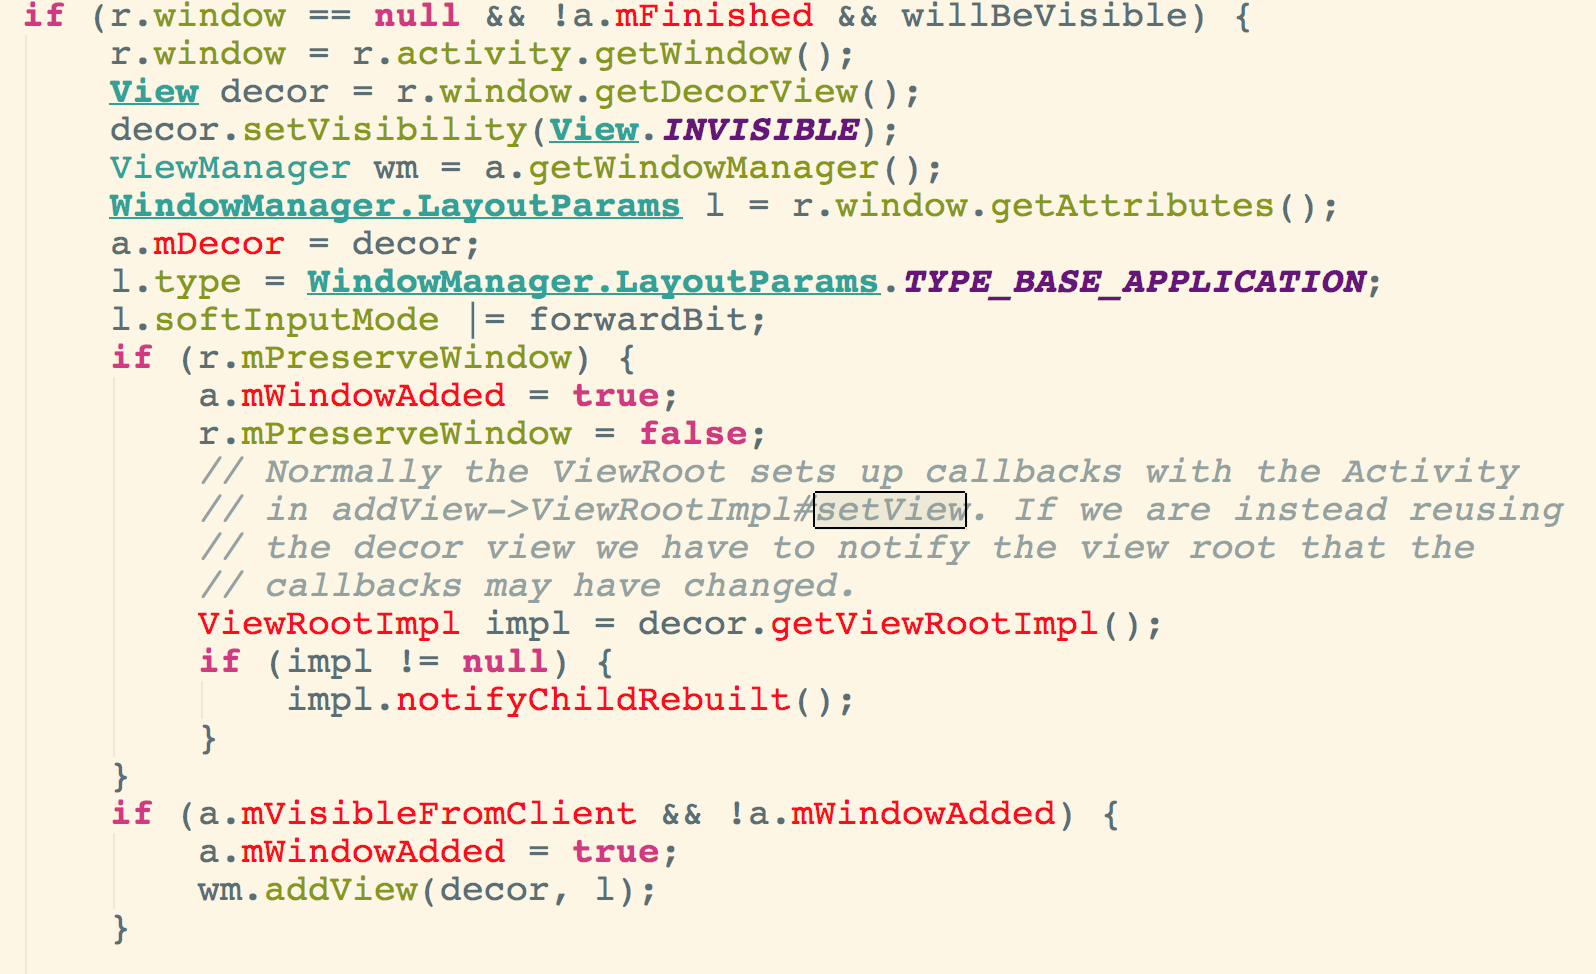 if (r.window == null && !a.mFinished && willBeVisible) {
    r.window = r.activity.getWindow();
    View decor = r.window.getDecorView();
    decor.setVisibility(View.INVISIBLE);
    ViewManager wm = a.getWindowManager();
    WindowManager.LayoutParams l = r.window.getAttributes();
    a.mDecor = decor;
    l.type = WindowManager.LayoutParams.TYPE_BASE_APPLICATION;
    l.softInputMode |= forwardBit;
    if (r.mPreserveWindow) {
        a.mWindowAdded = true;
        r.mPreserveWindow = false;
        // Normally the ViewRoot sets up callbacks with the Activity
        // in addView->ViewRootImpl#setView. If we are instead reusing
        // the decor view we have to notify the view root that the
        // callbacks may have changed.
        ViewRootImpl impl = decor.getViewRootImpl();
        if (impl != null) {
            impl.notifyChildRebuilt();
        }
    }
    if (a.mVisibleFromClient && !a.mWindowAdded) {
        a.mWindowAdded = true;
        wm.addView(decor, l);
    }